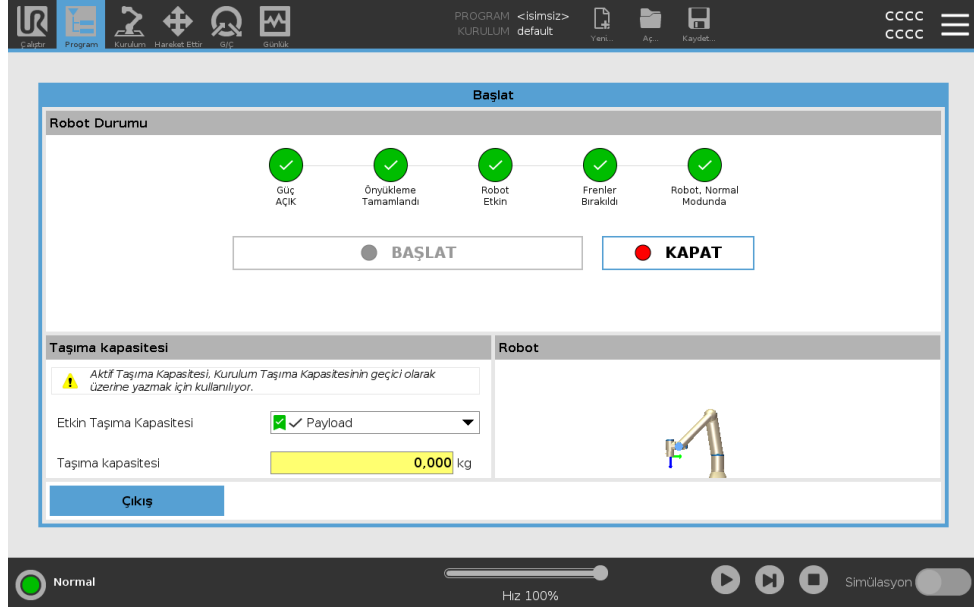 PROGRAM <isimsiz>
KURULUM default
CCCC
CCCC
Çalıştır Program Kurulum Hareket Ettir G/Ç Günlük Yeni... Aç... Kaydet...
Başlat
Robot Durumu
Güç
AÇIK
Önyükleme
Tamamlandı
Robot
Etkin
Frenler
Bırakıldı
Robot, Normal
Modunda
BAŞLAT KAPAT
Taşıma kapasitesi
Robot
Aktif Taşıma Kapasitesi, Kurulum Taşıma Kapasitesinin geçici olarak
üzerine yazmak için kullanılıyor.
Etkin Taşıma Kapasitesi Payload
Taşıma kapasitesi 0,000 kg
Çıkış
Normal
Hız 100%
Simülasyon